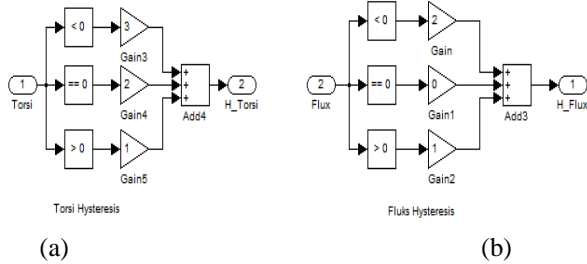 < 0
3
Gain3
1
Torsi
== 0
2
Gain4
+
+
+
Add4
2
H_Torsi
> 0
1
Gain5
Torsi Hysteresis
(a)
< 0
2
Gain
2
Flux
== 0
0
Gain1
+
+
+
Add3
1
H_Flux
> 0
1
Gain2
Fluks Hysteresis
(b)